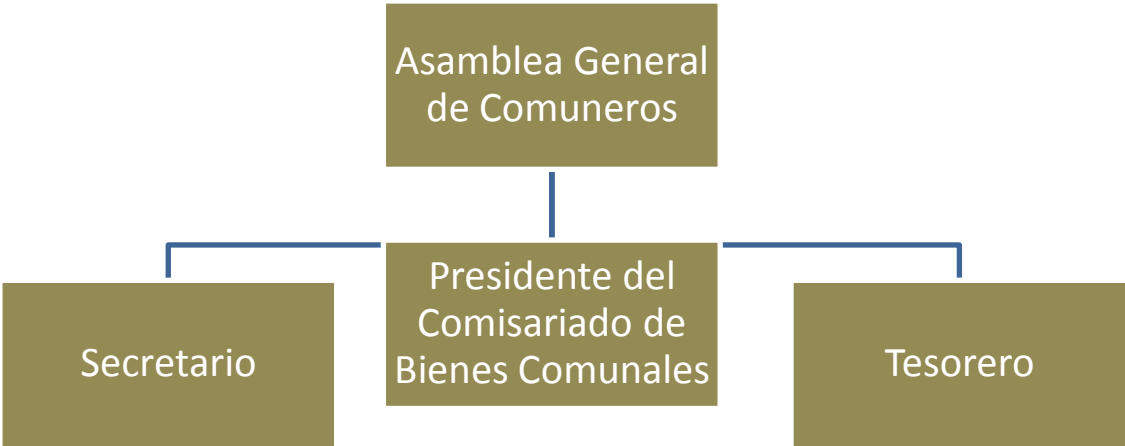 Asamblea General
de Comuneros
Presidente del
Comisariado de
Bienes Comunales
Secretario
Tesorero